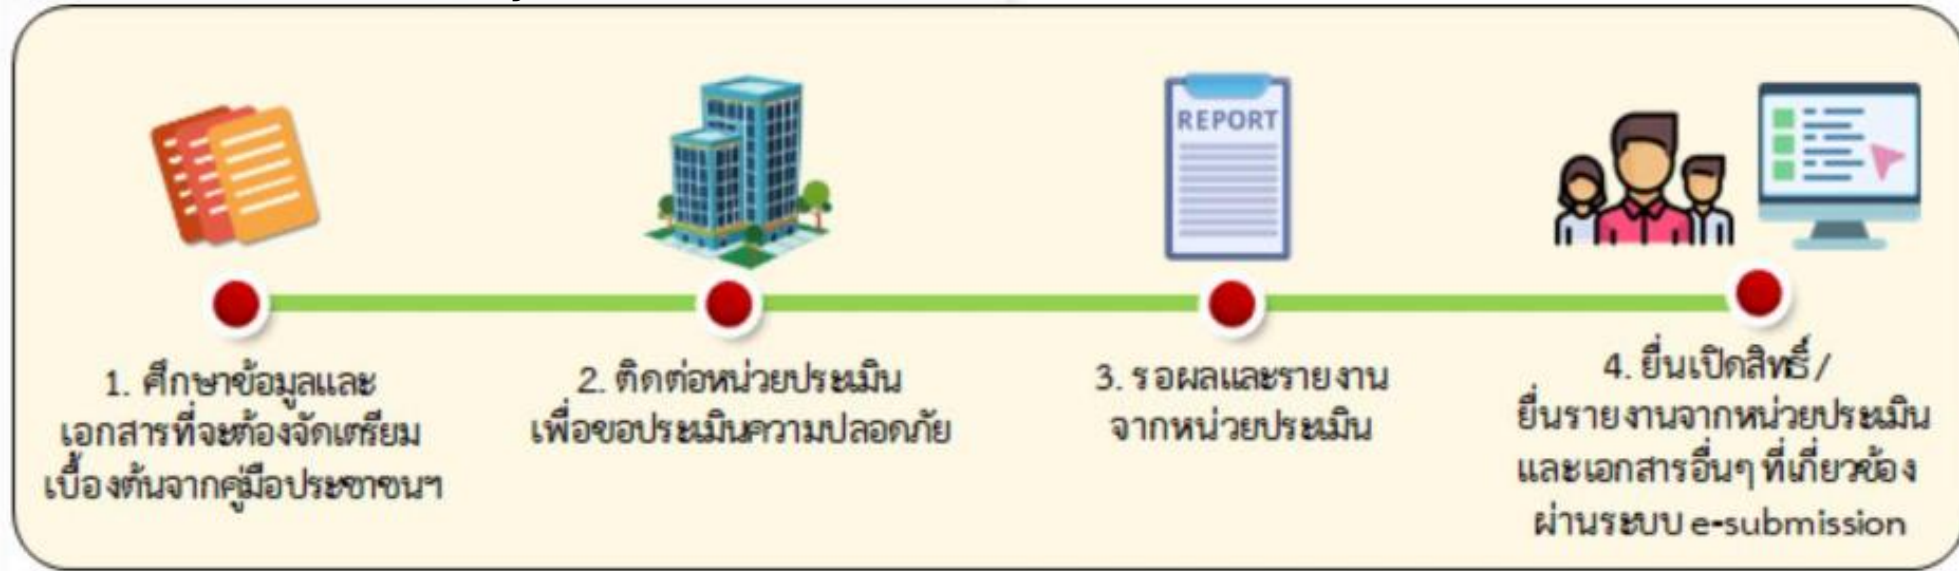 REPORT
1. ศึกษาข้อมูลและ
เอกสารที่จะต้องจัดเตรียม
เบื้องต้นจากคู่มือประชาชนฯ
2. ติดต่อหน่วยประเมิน
เพื่อขอประเมินความปลอดภัย
3. รอผลและรายงาน
จากหน่วยประเมิน
4. ยื่นเปิดสิทธิ์/
ยื่นรายงานจากหน่วยประเมิน
และเอกสารอื่นๆ ที่เกี่ยวข้อง
ผ่านระบบ e-submission